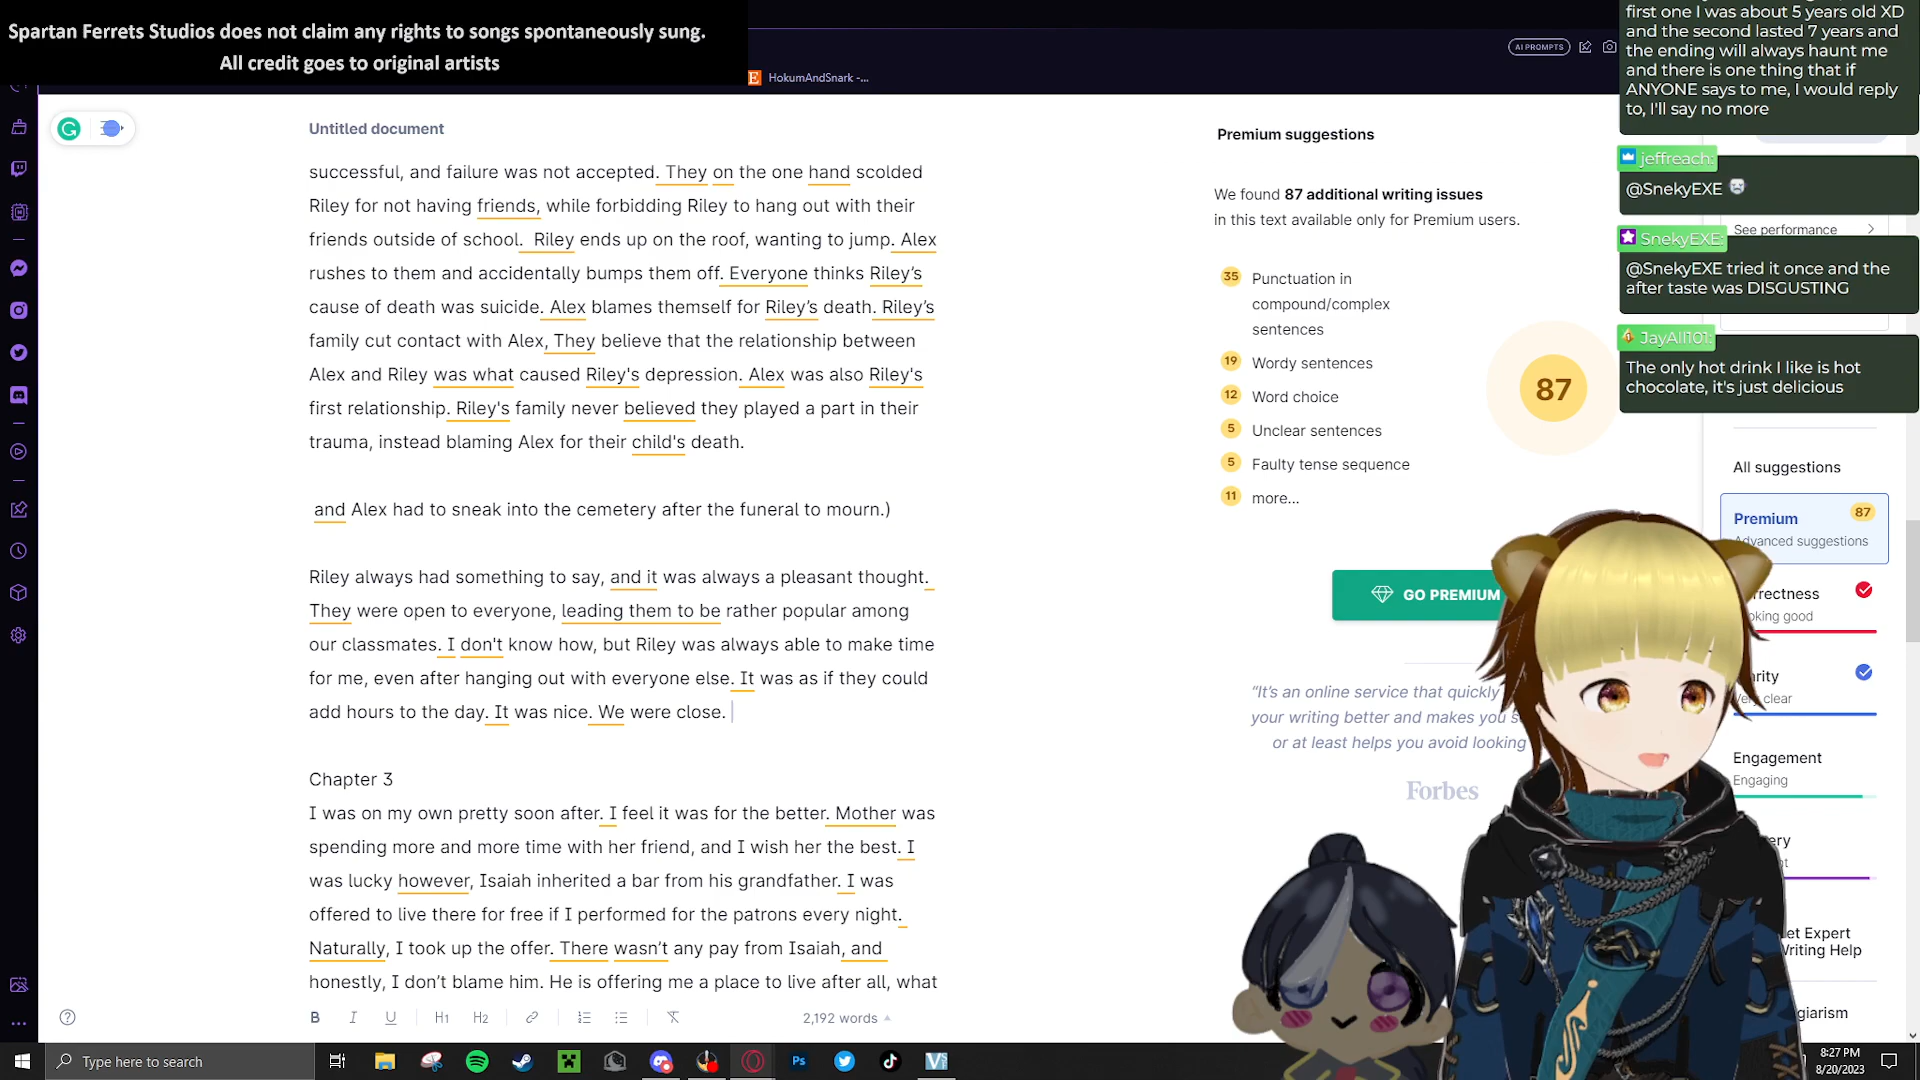 Spartan Ferrets Studios does not claim any rights to songs spontaneously sung.
All credit goes to original artists
HokumAndSnark -...
AI PROMPTS
Untitled document
successful, and failure was not accepted. They on the one hand scolded
Riley for not having friends, while forbidding Riley to hang out with their
friends outside of school.  Riley ends up on the roof, wanting to jump. Alex
rushes to them and accidentally bumps them off. Everyone thinks Riley’s
cause of death was suicide. Alex blames themself for Riley’s death. Riley’s
family cut contact with Alex, They believe that the relationship between
Alex and Riley was what caused Riley's depression. Alex was also Riley's
first relationship. Riley's family never believed they played a part in their
trauma, instead blaming Alex for their child's death.
and Alex had to sneak into the cemetery after the funeral to mourn.)
Riley always had something to say, and it was always a pleasant thought.
They were open to everyone, leading them to be rather popular among
our classmates. I don't know how, but Riley was always able to make time
for me, even after hanging out with everyone else. It was as if they could
add hours to the day. It was nice. We were close.
Chapter 3
I was on my own pretty soon after. I feel it was for the better. Mother was
spending more and more time with her friend, and I wish her the best. I
was lucky however, Isaiah inherited a bar from his grandfather. I was
offered to live there for free if I performed for the patrons every night.
Naturally, I took up the offer. There wasn’t any pay from Isaiah, and
honestly, I don’t blame him. He is offering me a place to live after all, what
B I U H1 H2
2,192 words
Premium suggestions
We found 87 additional writing issues
in this text available only for Premium users.
35 Punctuation in
compound/complex
sentences
19 Wordy sentences
12 Word choice
5 Unclear sentences
5 Faulty tense sequence
11 more...
87
GO PREMIUM
“It’s an online service that quickly
your writing better and makes you s
or at least helps you avoid looking
Forbes
first one I was about 5 years old XD
and the second lasted 7 years and
the ending will always haunt me
and there is one thing that if
ANYONE says to me, I would reply
to, I'll say no more
jeffreach:
@SnekyEXE
See performance
SnekyEXE:
@SnekyEXE tried it once and the
after taste was DISGUSTING
JayAll101:
The only hot drink I like is hot
chocolate, it's just delicious
All suggestions
Premium 87
Advanced suggestions
rrectness
oking good
arity
Very clear
Engagement
Engaging
ery
nt
et Expert
Writing Help
giarism
Type here to search
Ps
8:27 PM
8/20/2023